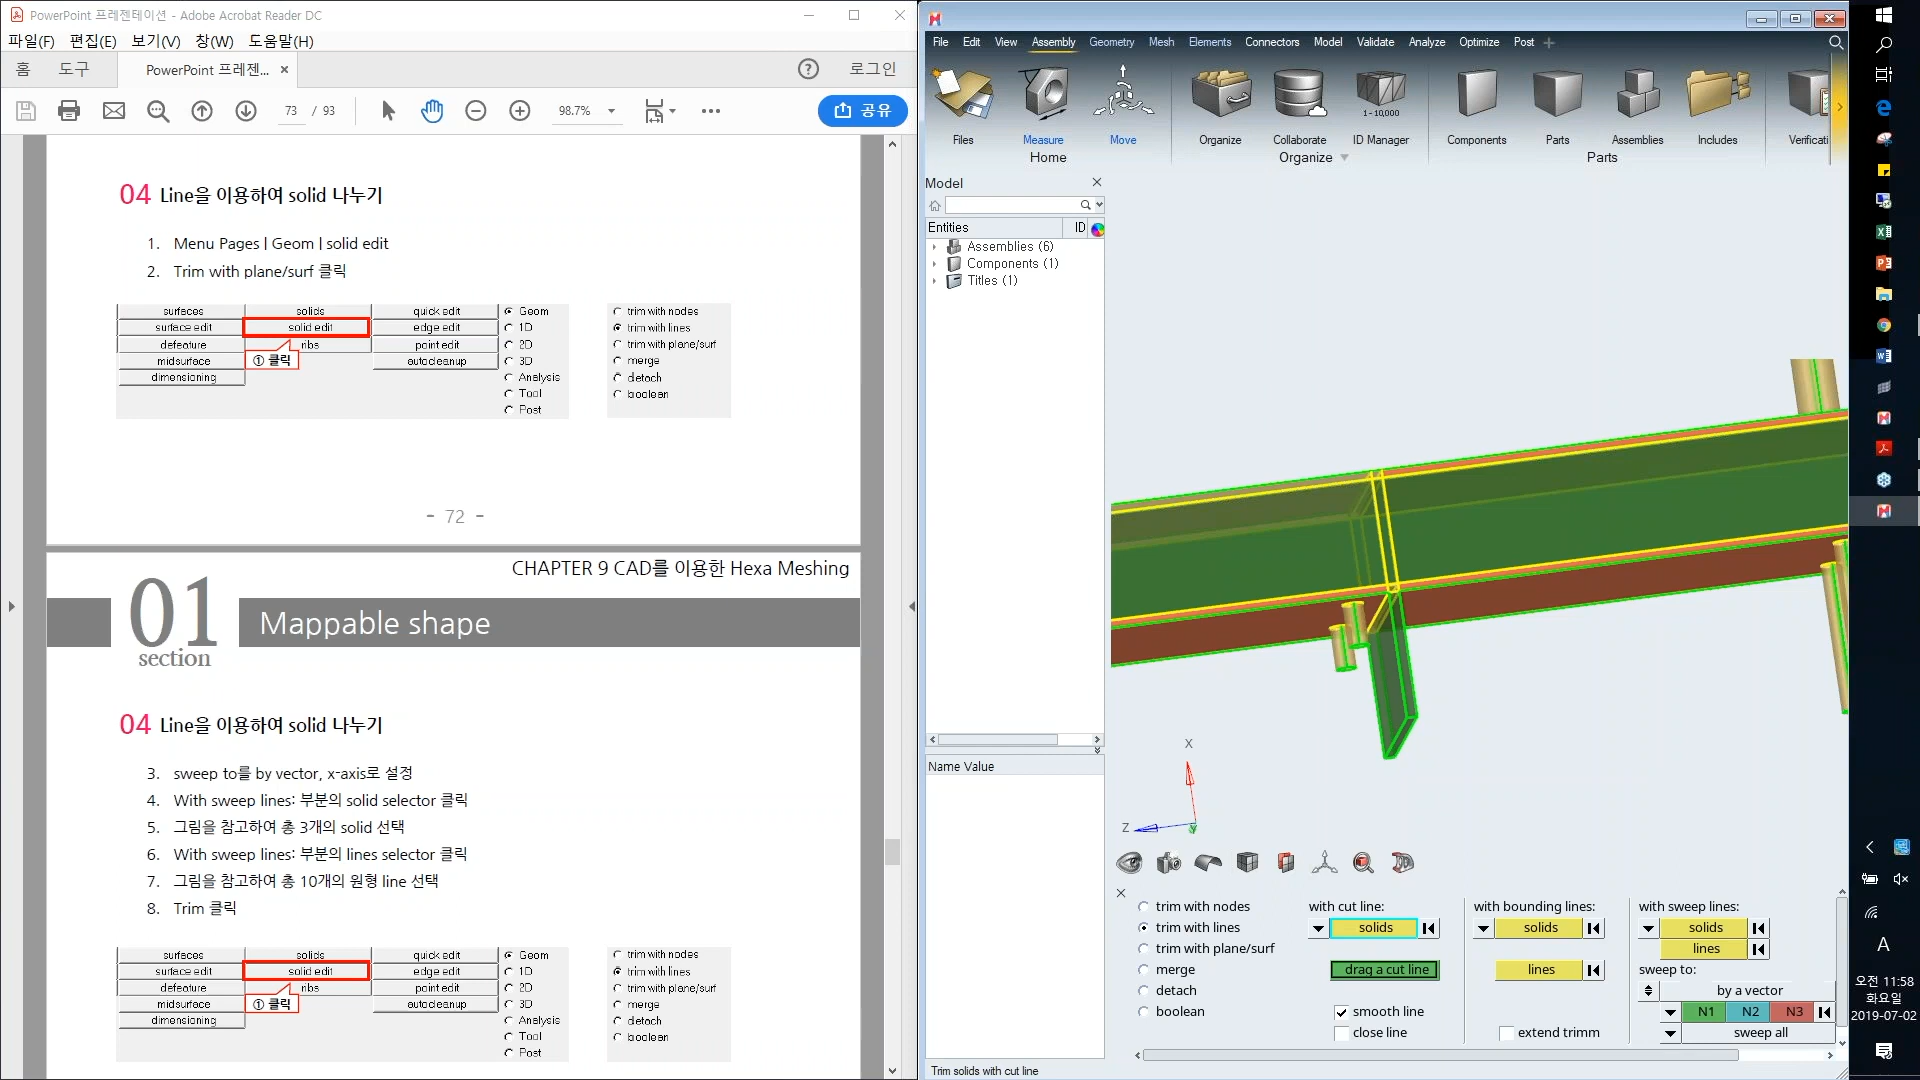 PowerPoint 프레젠테이션 - Adobe Acrobat Reader DC
파일(F) 편집(E) 보기(V) 창(W) 도움말(H)
홈 도구 PowerPoint 프레젠... × 로그인
73 / 93 98.7% 공유
04 Line을 이용하여 solid 나누기
1. Menu Pages | Geom | solid edit
2. Trim with plane/surf 클릭
surfaces solids quick edit Geom trim with nodes
surface edit solid edit edge edit 1D trim with lines
defeature ribs point edit 2D trim with plane/surf
midsurface ① 클릭 autocleanup 3D merge
dimensioning Analysis detach
Tool boolean
Post
- 72 -
CHAPTER 9 CAD를 이용한 Hexa Meshing
01 section
Mappable shape
04 Line을 이용하여 solid 나누기
3. sweep to를 by vector, x-axis로 설정
4. With sweep lines: 부분의 solid selector 클릭
5. 그림을 참고하여 총 3개의 solid 선택
6. With sweep lines: 부분의 lines selector 클릭
7. 그림을 참고하여 총 10개의 원형 line 선택
8. Trim 클릭
surfaces solids quick edit Geom trim with nodes
surface edit solid edit edge edit 1D trim with lines
defeature ribs point edit 2D trim with plane/surf
midsurface ① 클릭 autocleanup 3D merge
dimensioning Analysis detach
Tool boolean
Post
File Edit View Assembly Geometry Mesh Elements Connectors Model Validate Analyze Optimize Post
1-10,000
Files Measure Move Organize Collaborate ID Manager Components Parts Assemblies Includes Verificati
Home Organize Parts
Model
Entities ID
Assemblies (6)
Components (1)
Titles (1)
Name Value
X
Z
Y
trim with nodes with cut line: with bounding lines: with sweep lines:
trim with lines solids solids solids
trim with plane/surf lines
merge drag a cut line lines sweep to:
detach by a vector
boolean smooth line N1 N2 N3
close line extend trimm sweep all
Trim solids with cut line
A
오전 11:58
화요일
2019-07-02